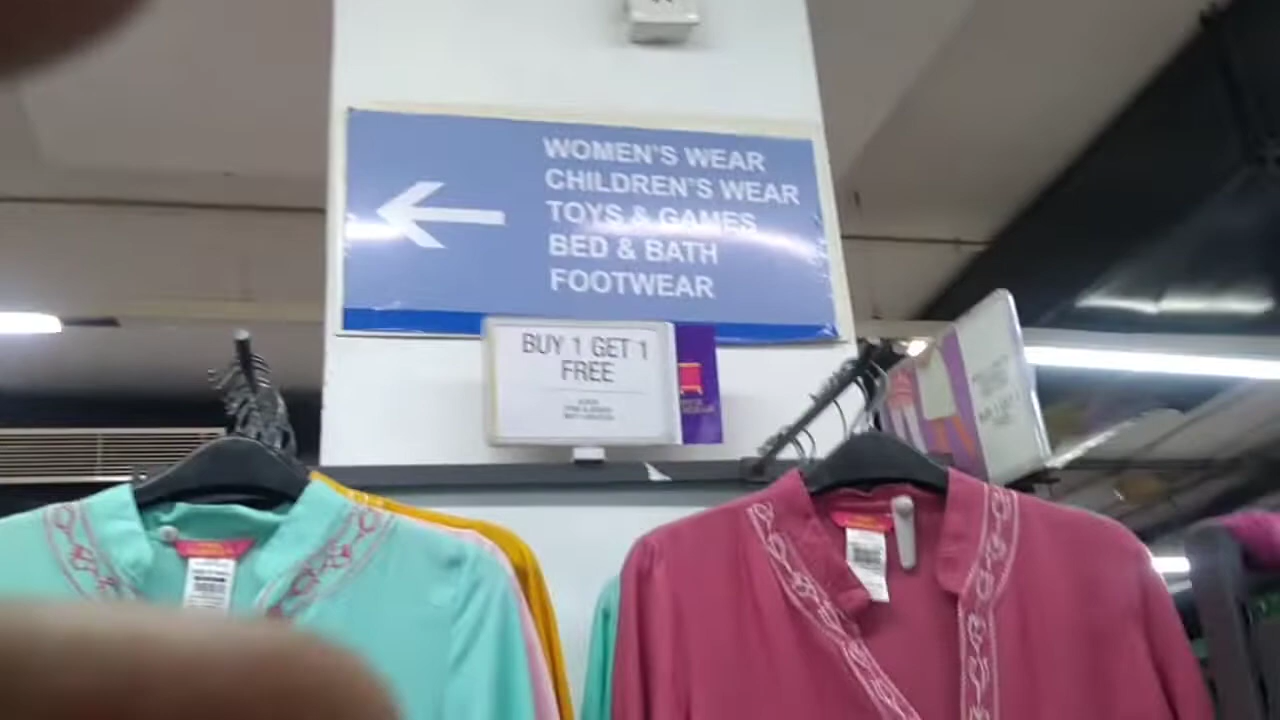 WOMEN'S WEAR
CHILDREN'S WEAR
TOYS & GAMES
BED & BATH
FOOTWEAR
BUY 1 GET 1
FREE